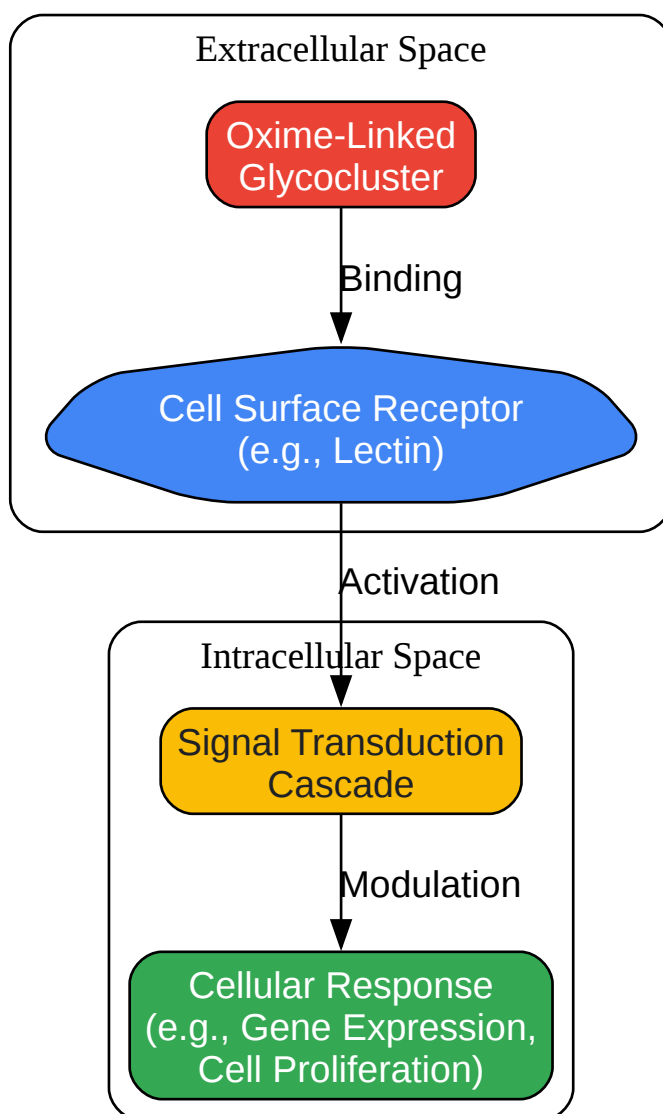 Extracellular Space
Oxime-Linked
Glycocluster
Binding
Cell Surface Receptor
(e.g., Lectin)
Activation
Intracellular Space
Signal Transduction
Cascade
Modulation
Cellular Response
(e.g., Gene Expression,
Cell Proliferation)